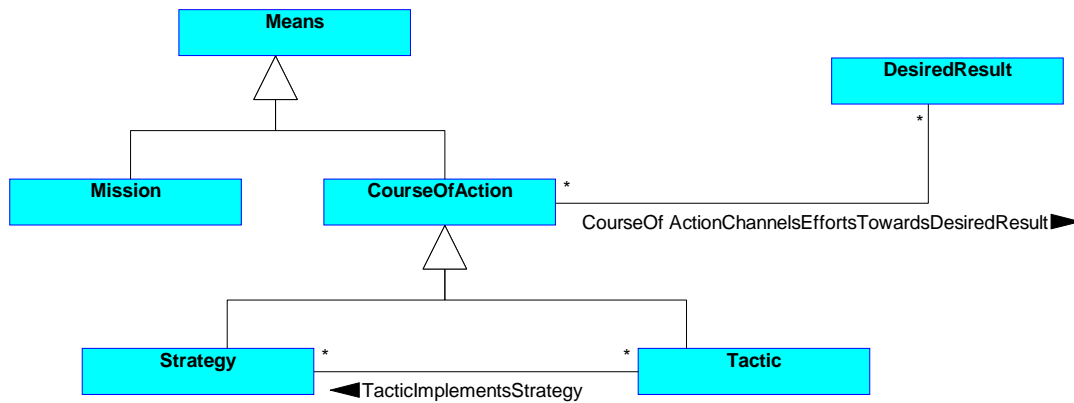 Means
DesiredResult
*
Mission
CourseOfAction
*
CourseOf ActionChannelsEffortsTowardsDesiredResult
Strategy
*
*
Tactic
TacticImplementsStrategy